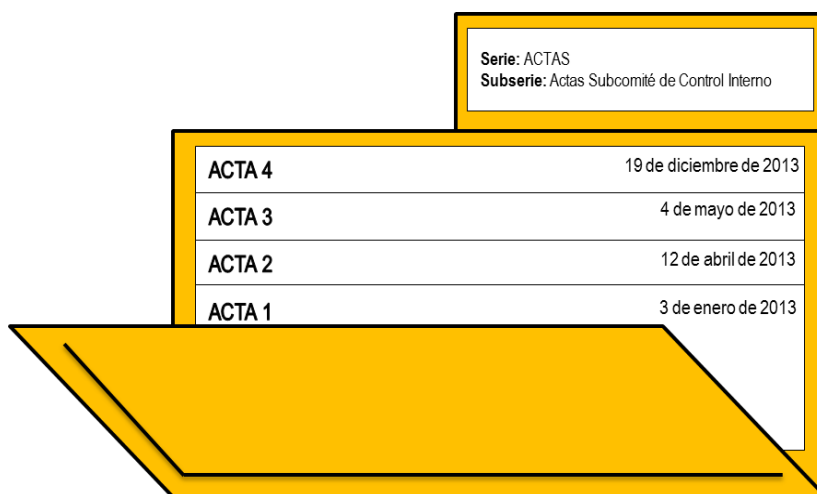 Serie: ACTAS
Subserie: Actas Subcomité de Control Interno
ACTA 4 19 de diciembre de 2013
ACTA 3 4 de mayo de 2013
ACTA 2 12 de abril de 2013
ACTA 1 3 de enero de 2013